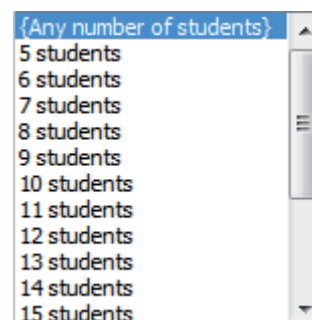 {Any number of students}
5 students
6 students
7 students
8 students
9 students
10 students
11 students
12 students
13 students
14 students
15 students